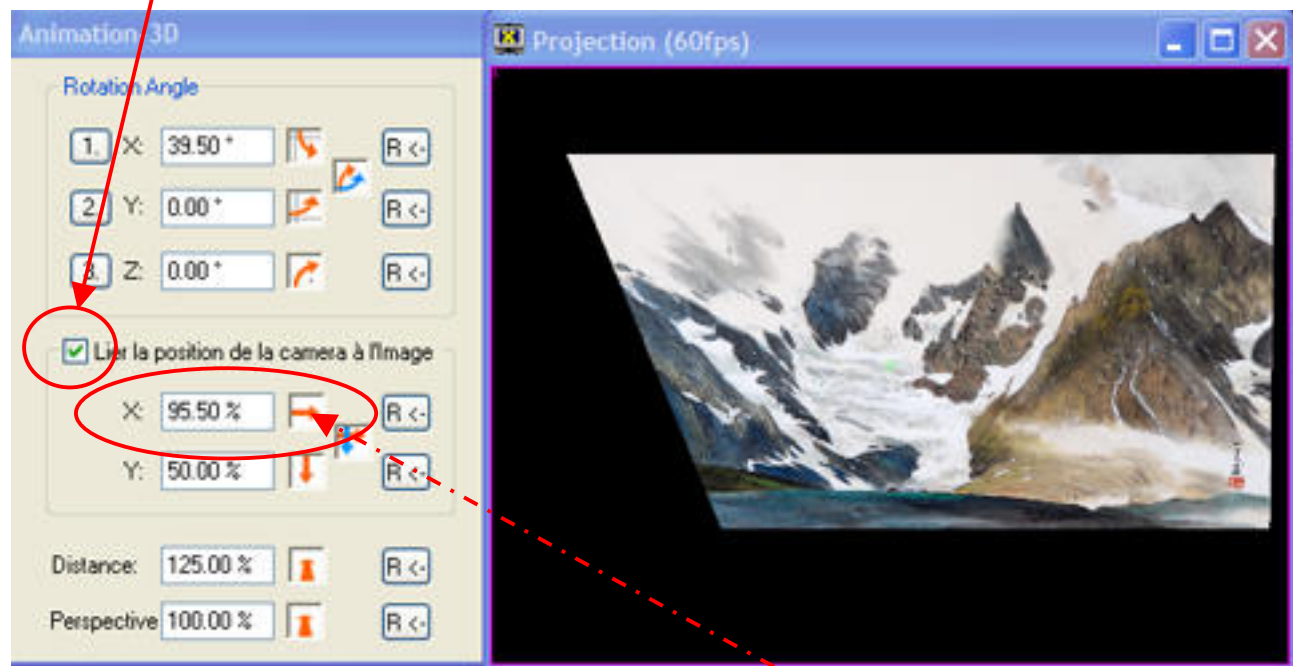 Animation 3D
Rotation Angle
1. X: 39.50 ° R <-
2. Y: 0.00 ° R <-
3. Z: 0.00 ° R <-
Lier la position de la camera à l'Image
X: 95.50 % R <-
Y: 50.00 % R <-
Distance: 125.00 % R <-
Perspective 100.00 % R <-
Projection (60fps)